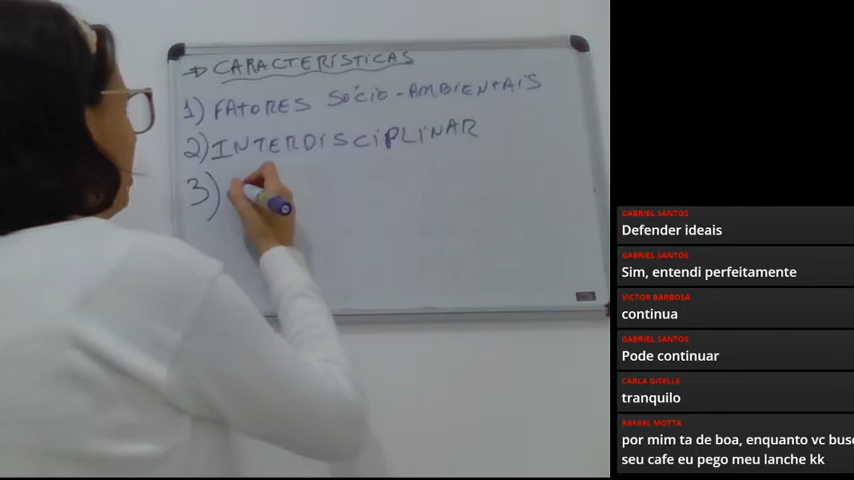 → CARACTERÍSTICAS
1) FATORES SÓCIO-AMBIENTAIS
2) INTERDISCIPLINAR
3)
GABRIEL SANTOS
Defender ideais
GABRIEL SANTOS
Sim, entendi perfeitamente
VICTOR BARBOSA
continua
GABRIEL SANTOS
Pode continuar
CARLA GISELLE
tranquilo
RAFAEL MOTTA
por mim ta de boa, enquanto vc busc
seu cafe eu pego meu lanche kk